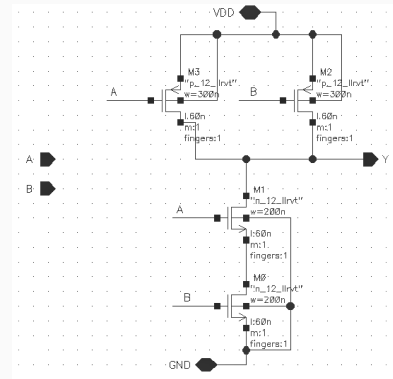 VDD
M3
"p_12_llrvt"
w=300n
l:60n
m:1
fingers:1
A
M2
"p_12_llrvt"
w=300n
l:60n
m:1
fingers:1
B
A
Y
B
M1
"n_12_llrvt"
w=200n
l:60n
m:1
fingers:1
A
M0
"n_12_llrvt"
w=200n
l:60n
m:1
fingers:1
B
GND